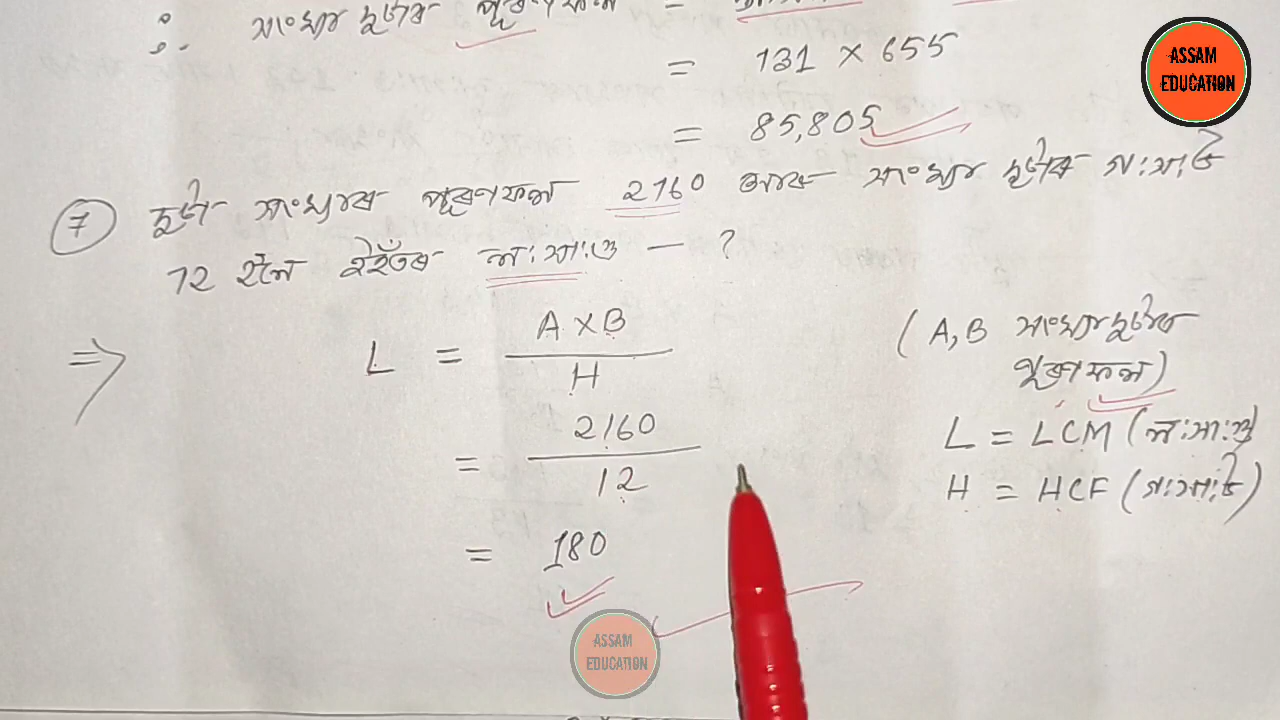 ∴ সংখ্যা দুটাৰ পূৰণফল =
= 131 × 655
= 85,805
ASSAM EDUCATION
7 দুটা সংখ্যাৰ পূৰণফল 2160 আৰু সংখ্যা দুটাৰ গ:সা:উ
12 হ'লে ইহঁতৰ ল:সা:গু — ?
⇒ L = A × B / H
(A, B সংখ্যাদুটাৰ পূৰণফল)
= 2160 / 12
L = LCM (ল:সা:গু)
H = HCF (গ:সা:উ)
= 180
ASSAM EDUCATION